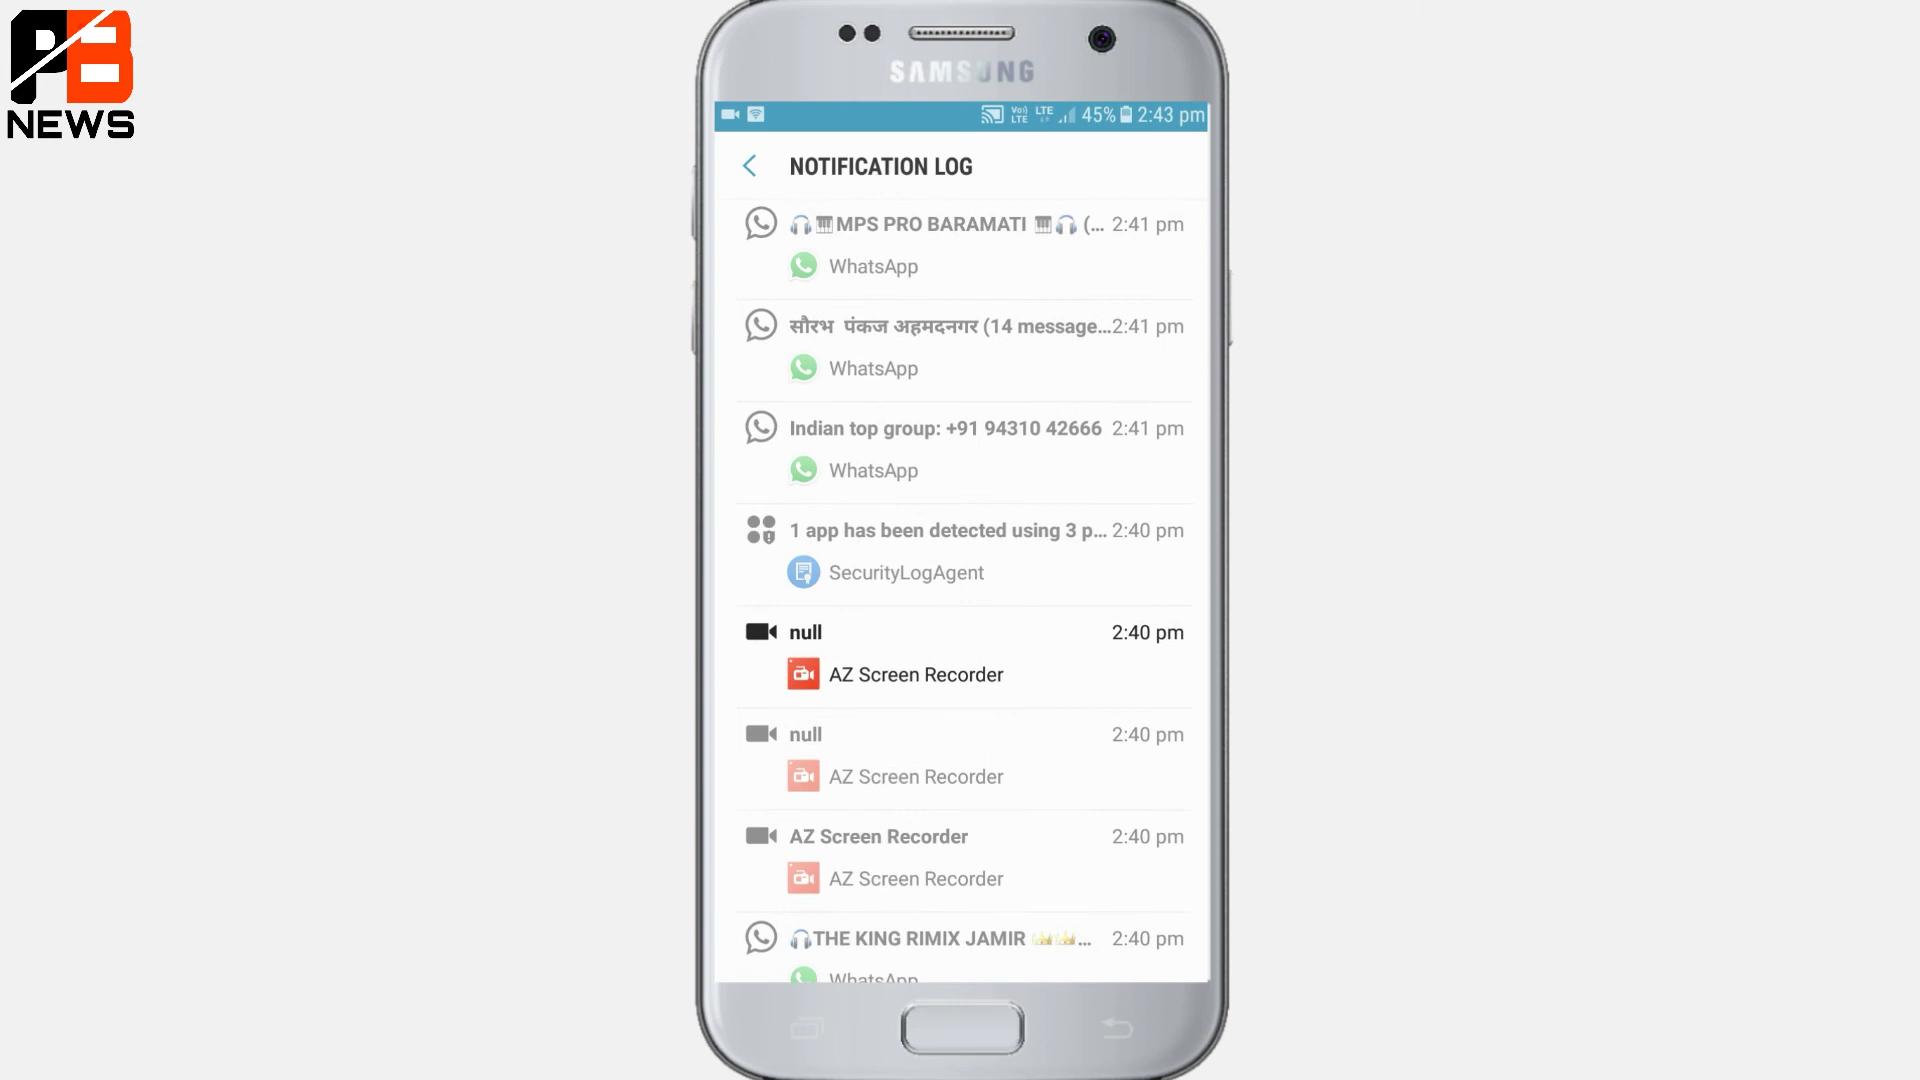 PB
NEWS
SAMSUNG
Vo)) LTE LTE 45% 2:43 pm
NOTIFICATION LOG
🎧🎹MPS PRO BARAMATI 🎹🎧 (... 2:41 pm
WhatsApp
सौरभ पंकज अहमदनगर (14 message... 2:41 pm
WhatsApp
Indian top group: +91 94310 42666 2:41 pm
WhatsApp
1 app has been detected using 3 p... 2:40 pm
SecurityLogAgent
null 2:40 pm
AZ Screen Recorder
null 2:40 pm
AZ Screen Recorder
AZ Screen Recorder 2:40 pm
AZ Screen Recorder
🎧THE KING RIMIX JAMIR 👑👑... 2:40 pm
WhatsApp